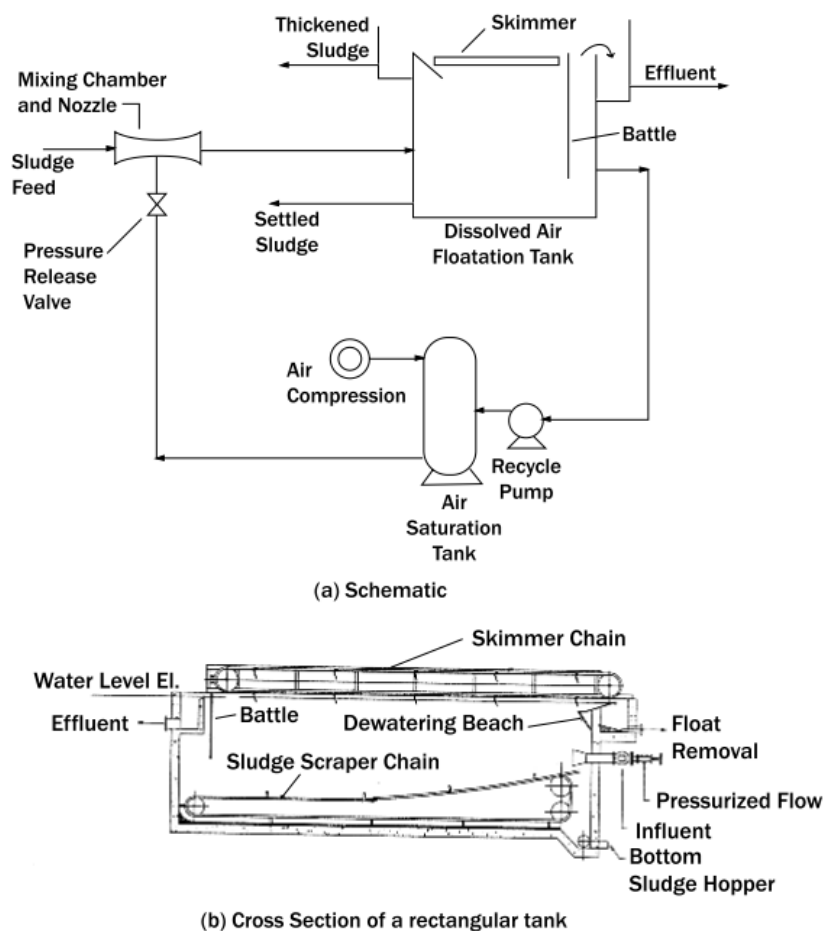 Thickened
Sludge
Skimmer
Mixing Chamber
and Nozzle
Effluent
Battle
Sludge
Feed
Settled
Sludge
Dissolved Air
Floatation Tank
Pressure
Release
Valve
Air
Compression
Recycle
Pump
Air
Saturation
Tank
(a) Schematic
Skimmer Chain
Water Level El.
Effluent
Battle
Dewatering Beach
Float
Removal
Sludge Scraper Chain
Pressurized Flow
Influent
Bottom
Sludge Hopper
(b) Cross Section of a rectangular tank